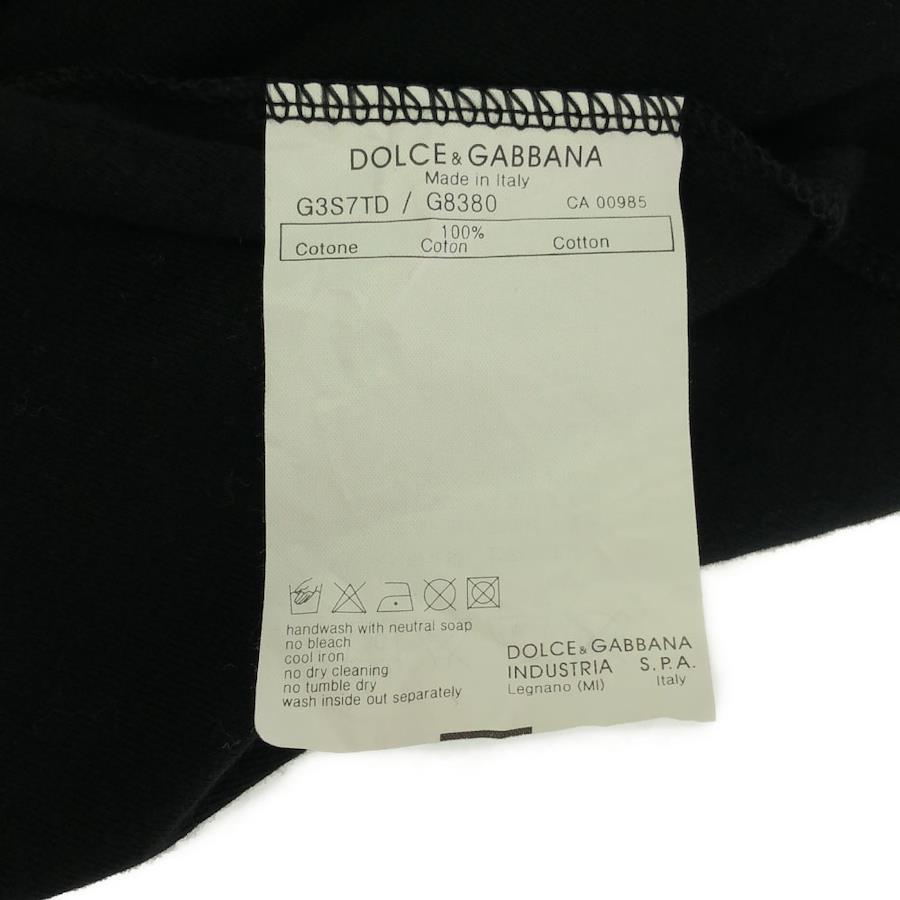 DOLCE & GABBANA
Made in Italy
G3S7TD / G8380 CA 00985
100%
Cotone Coton Cotton
handwash with neutral soap
no bleach
cool iron
no dry cleaning
no tumble dry
wash inside out separately
DOLCE & GABBANA
INDUSTRIA S.P.A.
Legnano (MI) Italy